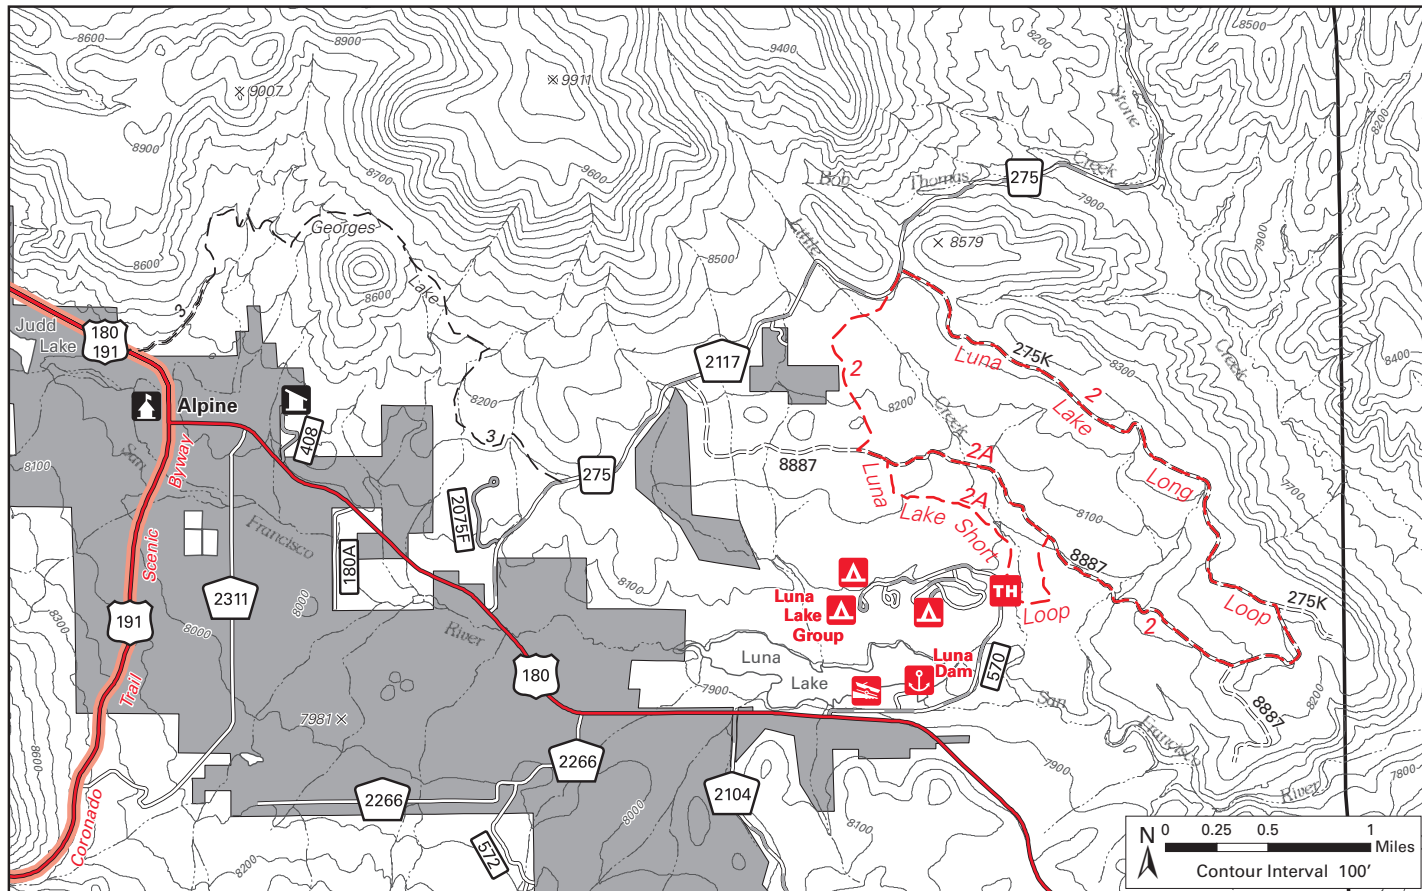 8600
8900
9400
8200
8500
9007
9911
8200
Stone
8900
8700
9600
Bob Thomas Creek
275
7900
Georges
Lake
8600
8600
8500
Little
8579
7900
3
Judd
Lake
180
191
2117
Luna
275K
2
Lake
8300
Creek
8400
Alpine
408
8200
3
2
8200
Creek
8100
San
Byway
275
8887
2A
2A
Long
7700
Luna
Lake
Short
8100
2075F
180A
Francisco
Scenic
8887
2311
8000
8100
Luna
Lake
Group
TH
Loop
Loop
275K
2
191
8300
8000
River
180
Luna
Lake
Luna
Dam
570
Trail
7900
San
8887
8200
7981
Francisco
8680
2266
2266
2104
7900
7800
River
Coronado
8000
8100
572
8200
N
0 0.25 0.5 1
Miles
Contour Interval 100'